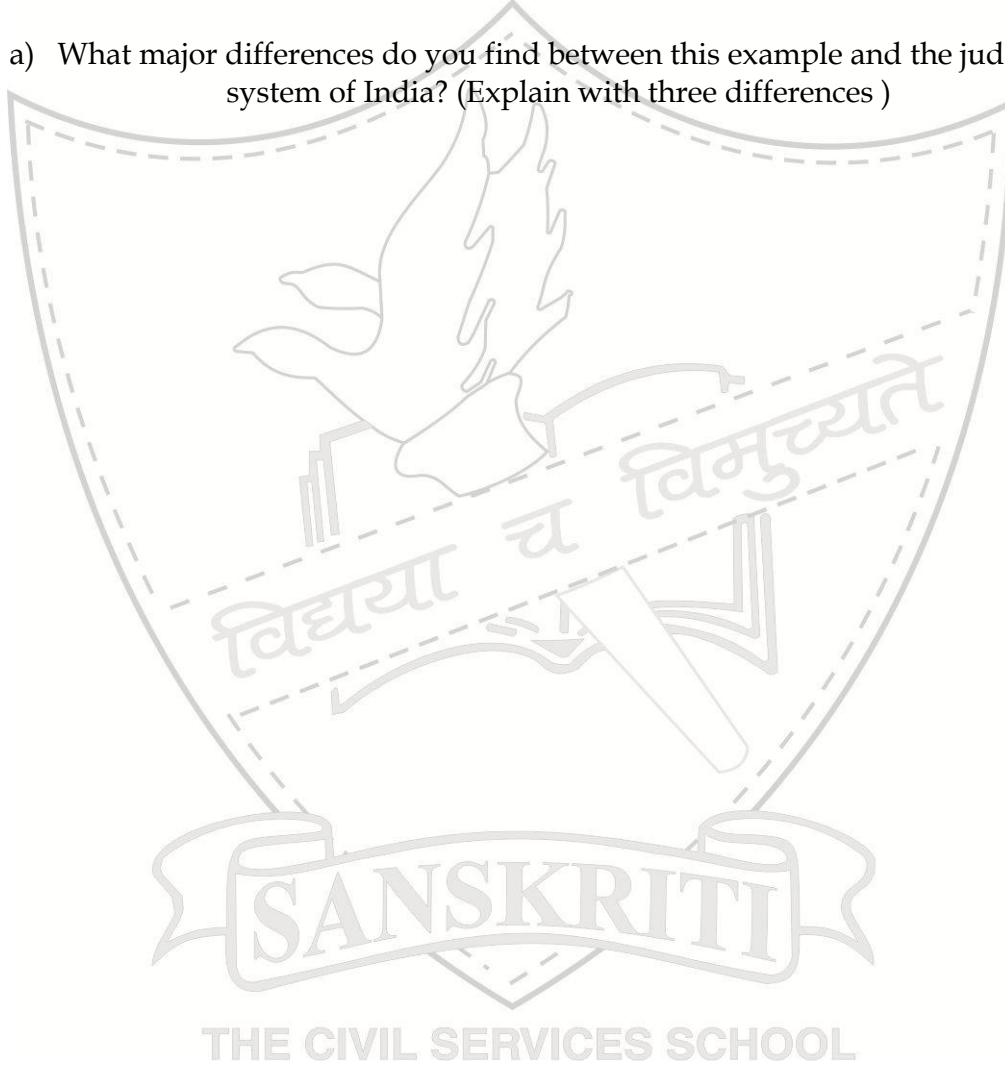 a) What major differences do you find between this example and the jud
system of India? (Explain with three differences )
विद्यया च विमुच्यते
SANSKRITI
THE CIVIL SERVICES SCHOOL